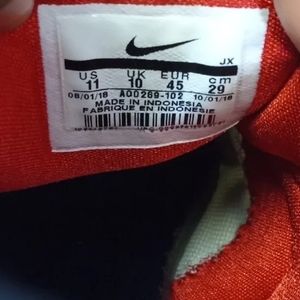 JX
US UK EUR cm
11 10 45 29
08/01/18 AO0269-102 10/01/18
MADE IN INDONESIA
FABRIQUE EN INDONESIE